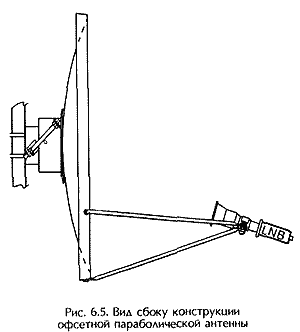 LNB
Рис. 6.5. Вид сбоку конструкции
офсетной параболической антенны